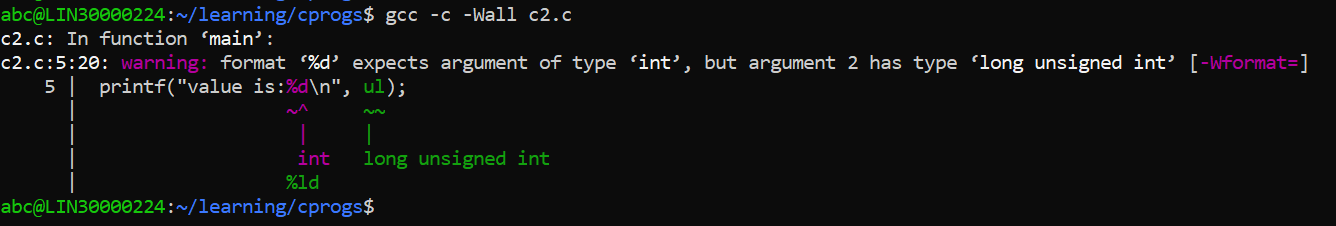 abc@LIN30000224:~/learning/cprogs$ gcc -c -Wall c2.c
c2.c: In function ‘main’:
c2.c:5:20: warning: format ‘%d’ expects argument of type ‘int’, but argument 2 has type ‘long unsigned int’ [-Wformat=]
    5 |  printf("value is:%d\n", ul);
      |                   ~^     ~~
      |                    |     |
      |                    int   long unsigned int
      |                   %ld
abc@LIN30000224:~/learning/cprogs$